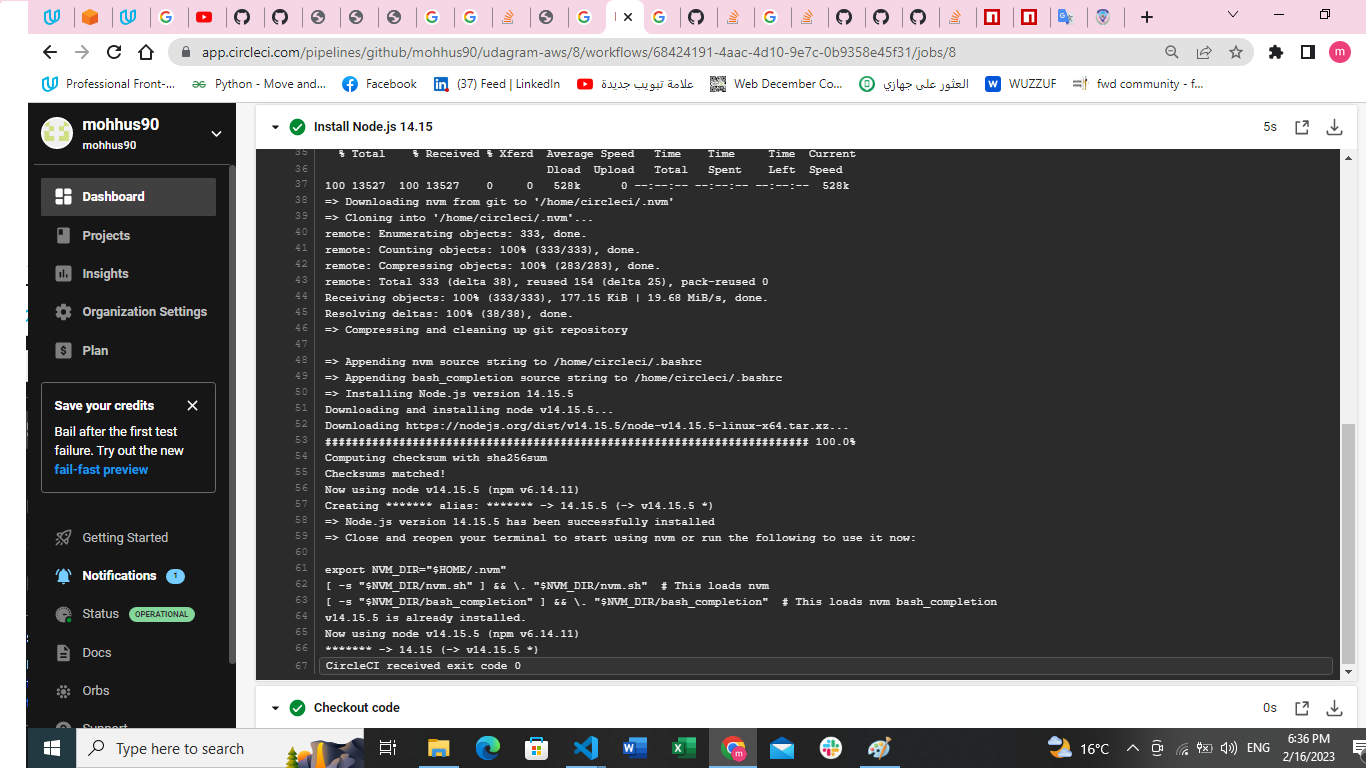 app.circleci.com/pipelines/github/mohhus90/udagram-aws/8/workflows/68424191-4aac-4d10-9e7c-0b9358e45f31/jobs/8
m
Professional Front-...
Python - Move and...
Facebook
(37) Feed | LinkedIn
علامة تبويب جديدة
Web December Co...
العثور على جهازي
WUZZUF
fwd community - f...
mohhus90
mohhus90
Dashboard
Projects
Insights
Organization Settings
Plan
Save your credits
Bail after the first test
failure. Try out the new
fail-fast preview
Getting Started
Notifications 1
Status OPERATIONAL
Docs
Orbs
Support
Install Node.js 14.15
5s
35 % Total % Received % Xferd Average Speed Time Time Time Current
36 Dload Upload Total Spent Left Speed
37 100 13527 100 13527 0 0 528k 0 --:--:-- --:--:-- --:--:-- 528k
38 => Downloading nvm from git to '/home/circleci/.nvm'
39 => Cloning into '/home/circleci/.nvm'...
40 remote: Enumerating objects: 333, done.
41 remote: Counting objects: 100% (333/333), done.
42 remote: Compressing objects: 100% (283/283), done.
43 remote: Total 333 (delta 38), reused 154 (delta 25), pack-reused 0
44 Receiving objects: 100% (333/333), 177.15 KiB | 19.68 MiB/s, done.
45 Resolving deltas: 100% (38/38), done.
46 => Compressing and cleaning up git repository
47
48 => Appending nvm source string to /home/circleci/.bashrc
49 => Appending bash_completion source string to /home/circleci/.bashrc
50 => Installing Node.js version 14.15.5
51 Downloading and installing node v14.15.5...
52 Downloading https://nodejs.org/dist/v14.15.5/node-v14.15.5-linux-x64.tar.xz...
53 ######################################################################## 100.0%
54 Computing checksum with sha256sum
55 Checksums matched!
56 Now using node v14.15.5 (npm v6.14.11)
57 Creating ******* alias: ******* -> 14.15.5 (-> v14.15.5 *)
58 => Node.js version 14.15.5 has been successfully installed
59 => Close and reopen your terminal to start using nvm or run the following to use it now:
60
61 export NVM_DIR="$HOME/.nvm"
62 [ -s "$NVM_DIR/nvm.sh" ] && \. "$NVM_DIR/nvm.sh" # This loads nvm
63 [ -s "$NVM_DIR/bash_completion" ] && \. "$NVM_DIR/bash_completion" # This loads nvm bash_completion
64 v14.15.5 is already installed.
65 Now using node v14.15.5 (npm v6.14.11)
66 ******* -> 14.15 (-> v14.15.5 *)
67 CircleCI received exit code 0
Checkout code
0s
Type here to search
16°C
ENG
6:36 PM
2/16/2023